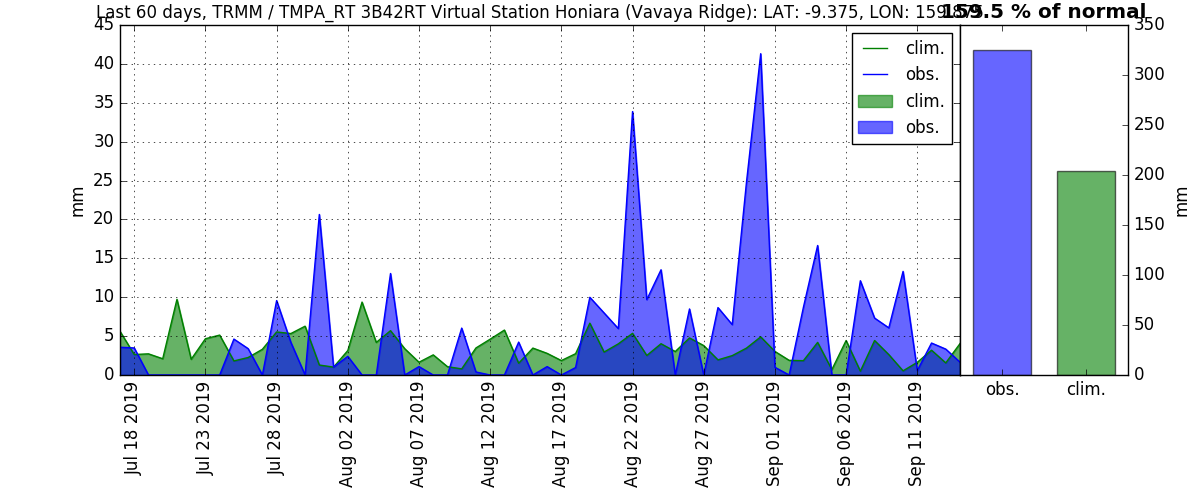 Last 60 days, TRMM / TMPA_RT 3B42RT Virtual Station Honiara (Vavaya Ridge): LAT: -9.375, LON: 159.875
159.5 % of normal
45
40
35
30
25
20
15
10
5
0
mm
clim.
obs.
clim.
obs.
Jul 18 2019
Jul 23 2019
Jul 28 2019
Aug 02 2019
Aug 07 2019
Aug 12 2019
Aug 17 2019
Aug 22 2019
Aug 27 2019
Sep 01 2019
Sep 06 2019
Sep 11 2019
350
300
250
200
150
100
50
0
mm
obs.
clim.